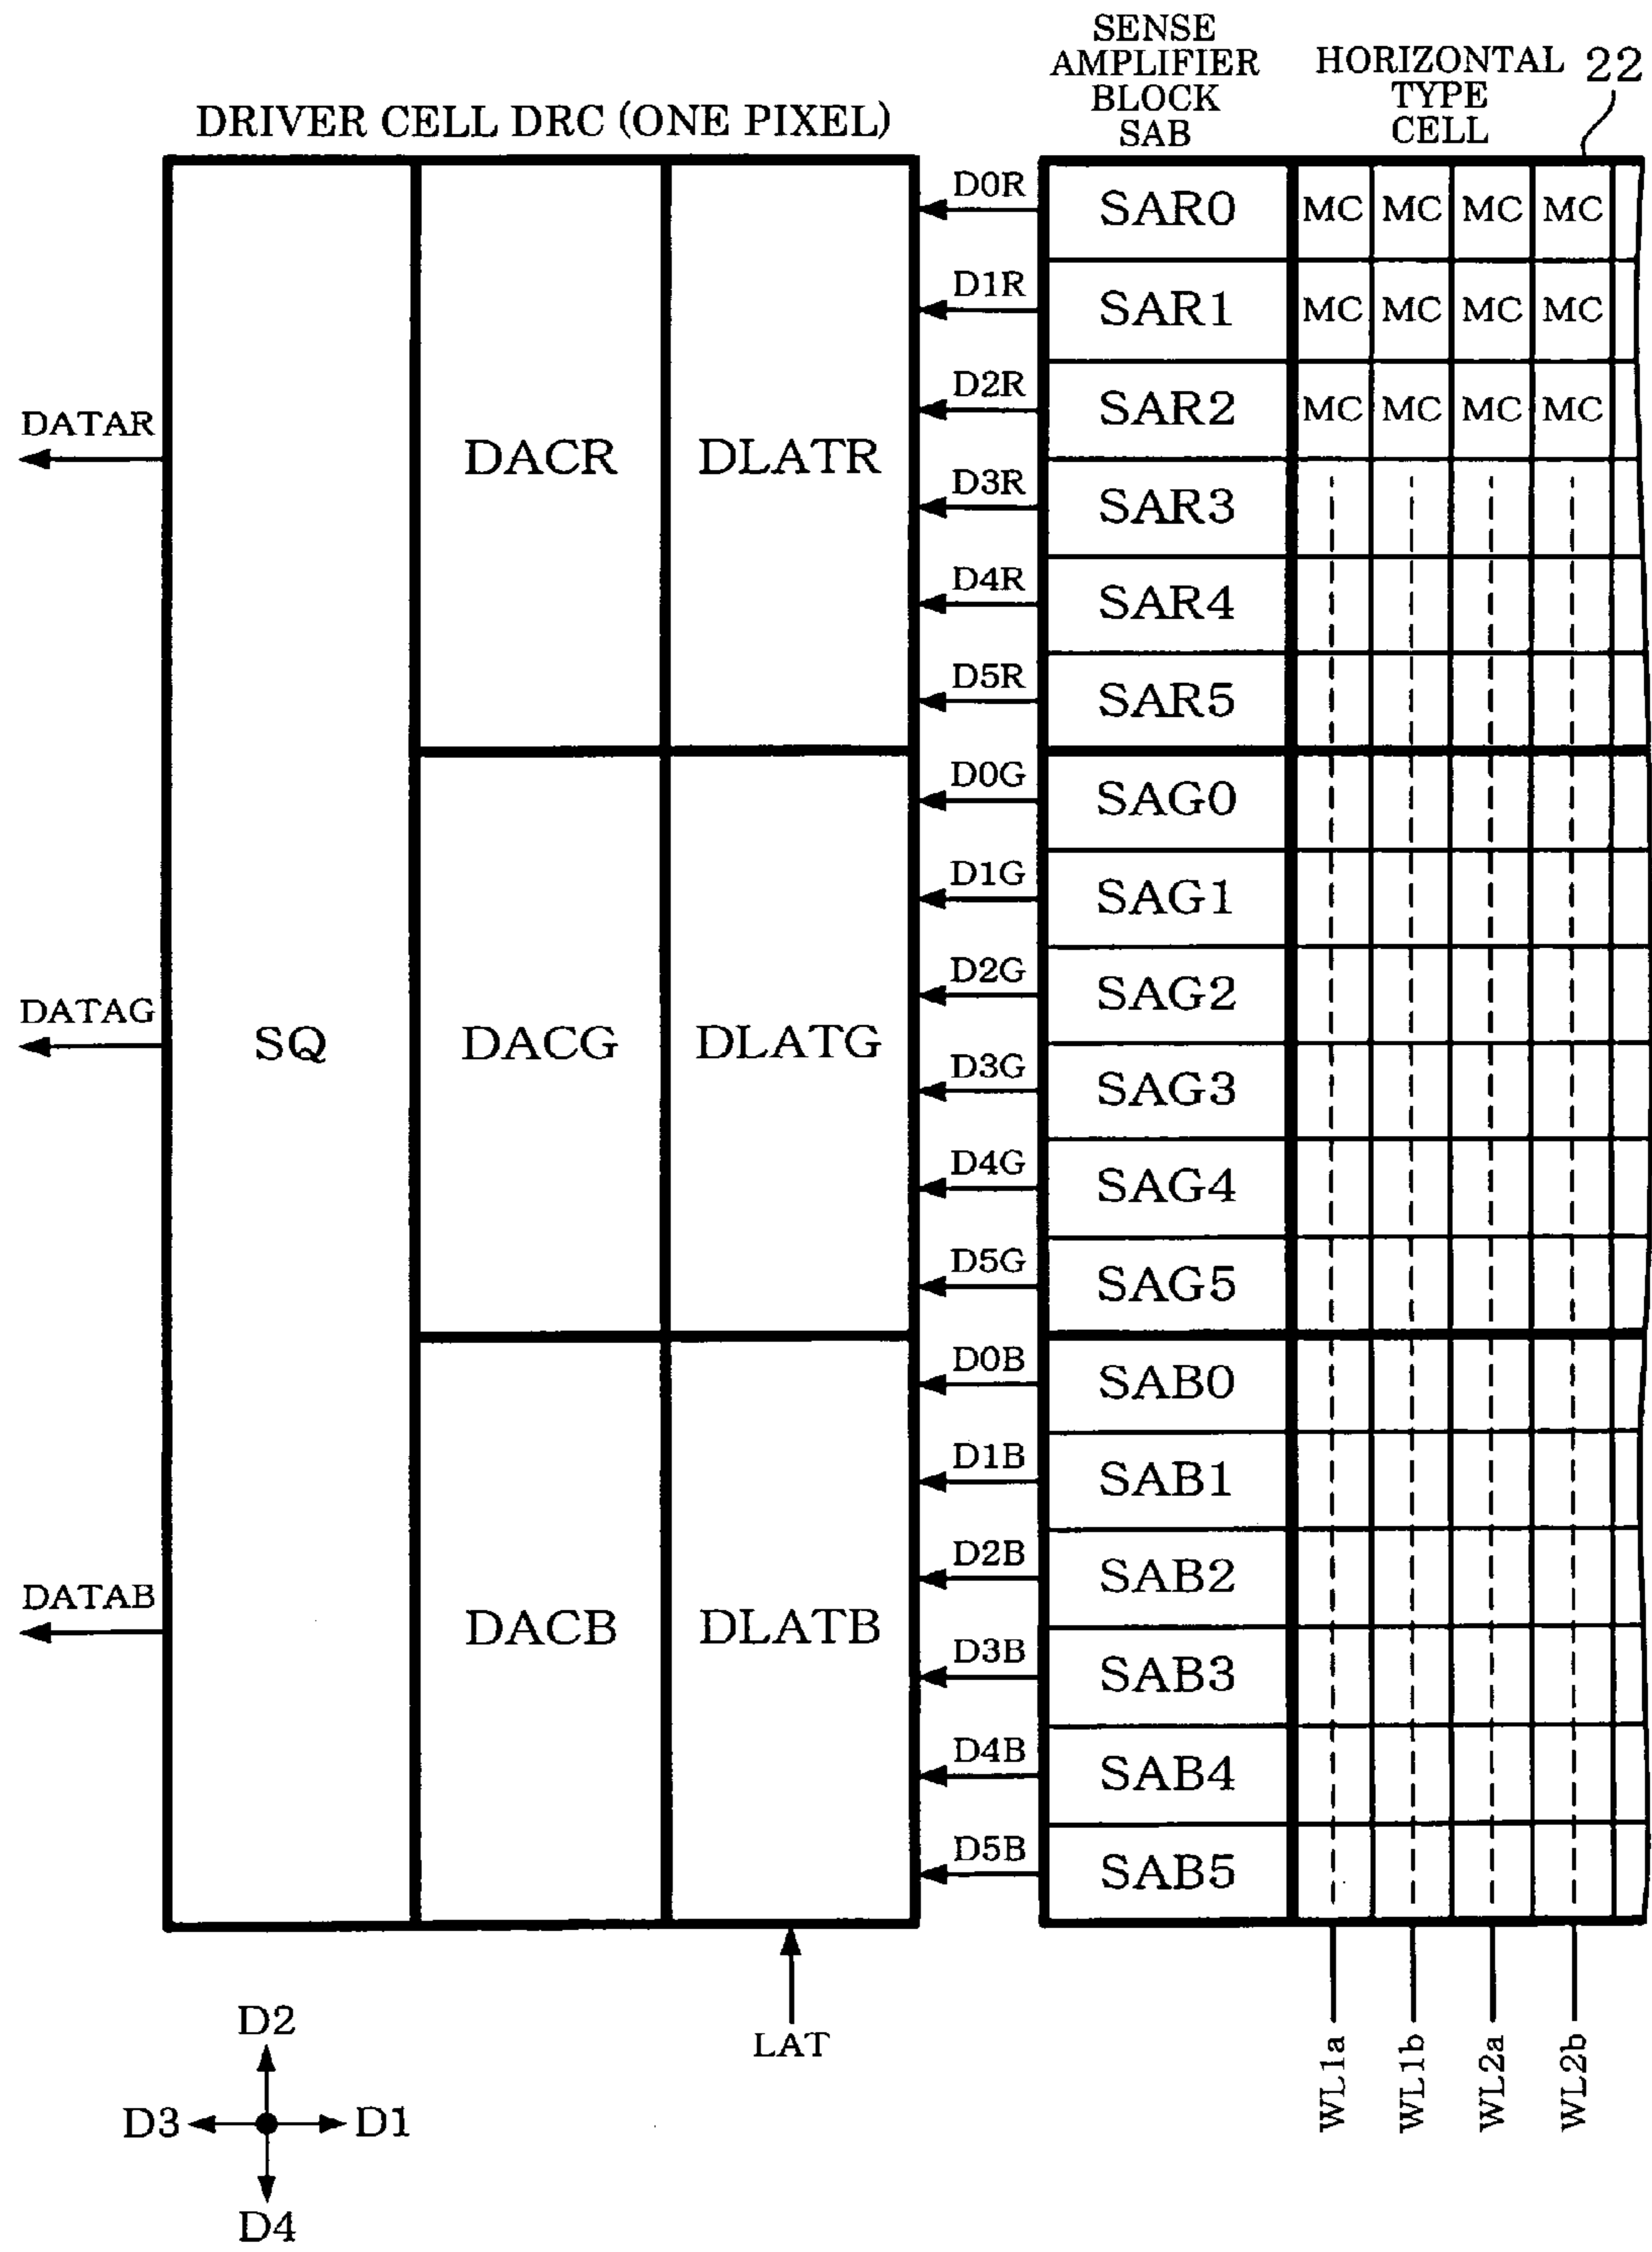 SENSE
AMPLIFIER
BLOCK
SAB
HORIZONTAL
TYPE
CELL
22
DRIVER CELL DRC (ONE PIXEL)
D0R
SAR0
MC MC MC MC
D1R
SAR1
MC MC MC MC
D2R
SAR2
MC MC MC MC
DATAR
DACR
DLATR
D3R
SAR3
D4R
SAR4
D5R
SAR5
D0G
SAG0
D1G
SAG1
D2G
SAG2
DATAG
SQ
DACG
DLATG
D3G
SAG3
D4G
SAG4
D5G
SAG5
D0B
SAB0
D1B
SAB1
D2B
SAB2
DATAB
DACB
DLATB
D3B
SAB3
D4B
SAB4
D5B
SAB5
LAT
WL1a
WL1b
WL2a
WL2b
D2
D3
D1
D4